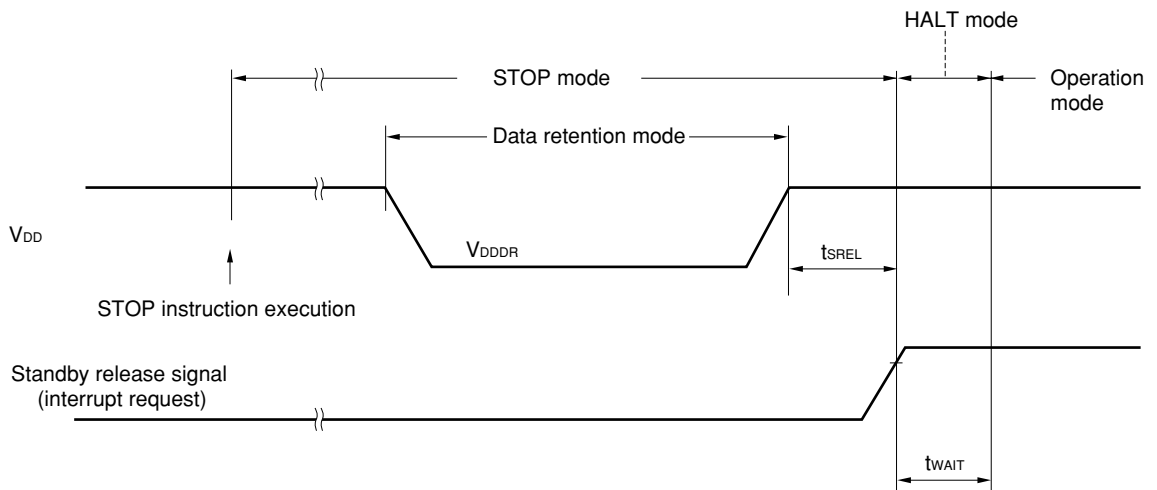 HALT mode
STOP mode
Operation
mode
Data retention mode
VDD
VDDDR
tSREL
STOP instruction execution
Standby release signal
(interrupt request)
tWAIT